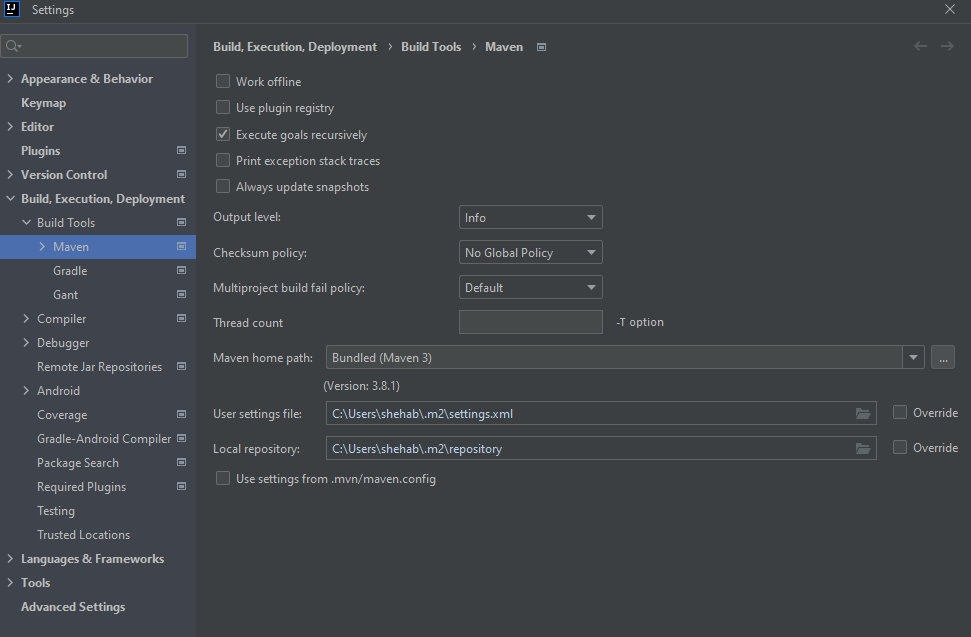 IJ Settings
Build, Execution, Deployment › Build Tools › Maven
Appearance & Behavior
Keymap
Editor
Plugins
Version Control
Build, Execution, Deployment
Build Tools
Maven
Gradle
Gant
Compiler
Debugger
Remote Jar Repositories
Android
Coverage
Gradle-Android Compiler
Package Search
Required Plugins
Testing
Trusted Locations
Languages & Frameworks
Tools
Advanced Settings
Work offline
Use plugin registry
Execute goals recursively
Print exception stack traces
Always update snapshots
Output level: Info
Checksum policy: No Global Policy
Multiproject build fail policy: Default
Thread count -T option
Maven home path: Bundled (Maven 3) ...
(Version: 3.8.1)
User settings file: C:\Users\shehab\.m2\settings.xml Override
Local repository: C:\Users\shehab\.m2\repository Override
Use settings from .mvn/maven.config